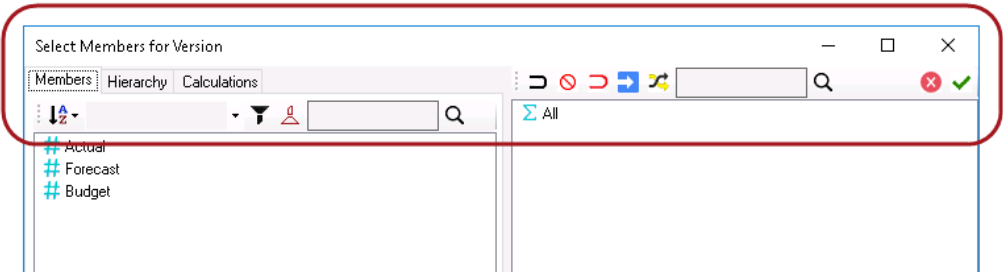 Select Members for Version
Members Hierarchy Calculations
All
Actual
Forecast
Budget